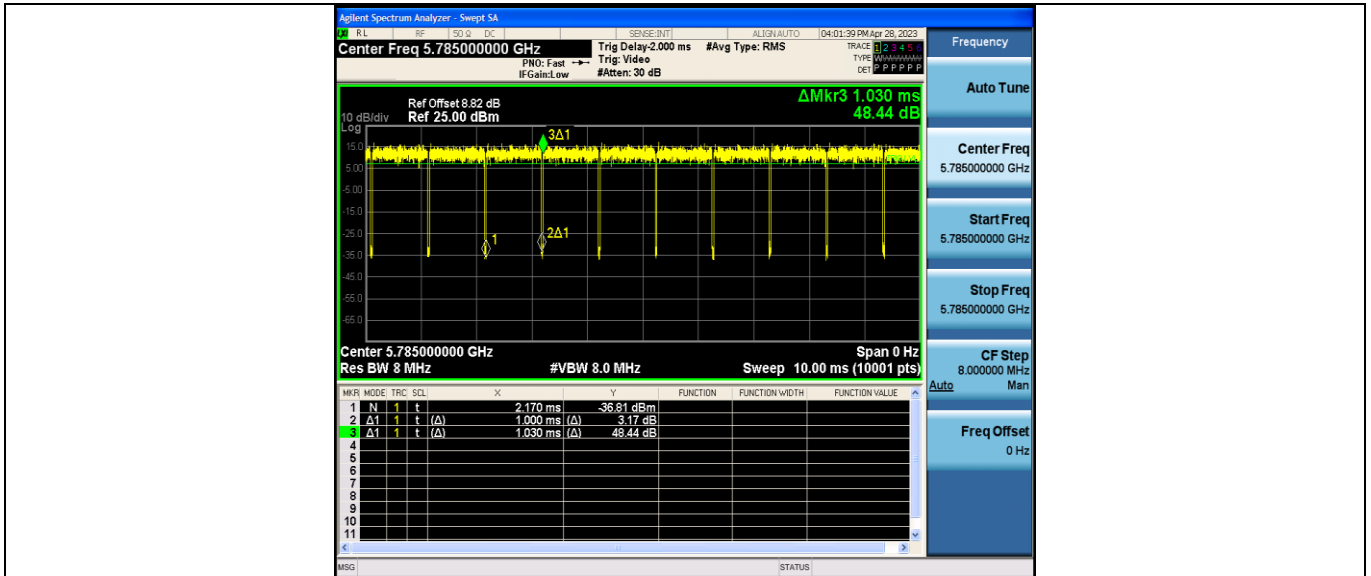 Agilent Spectrum Analyzer - Swept SA
LXI RL RF 50 Ω DC SENSE:INT ALIGN AUTO 04:01:39 PM Apr 28, 2023
Center Freq 5.785000000 GHz
PNO: Fast
IFGain:Low
Trig Delay-2.000 ms
Trig: Video
#Atten: 30 dB
#Avg Type: RMS
TRACE 1 2 3 4 5 6
TYPE
DET P P P P P P
Ref Offset 8.82 dB
10 dB/div Ref 25.00 dBm
Log
ΔMkr3 1.030 ms
48.44 dB
15.0
5.00
-5.00
-15.0
-25.0
-35.0
-45.0
-55.0
-65.0
3Δ1
1
2Δ1
Center 5.785000000 GHz Span 0 Hz
Res BW 8 MHz #VBW 8.0 MHz Sweep 10.00 ms (10001 pts)
MKR MODE TRC SCL X Y FUNCTION FUNCTION WIDTH FUNCTION VALUE
1 N 1 t 2.170 ms -36.81 dBm
2 Δ1 1 t (Δ) 1.000 ms (Δ) 3.17 dB
3 Δ1 1 t (Δ) 1.030 ms (Δ) 48.44 dB
4
5
6
7
8
9
10
11
MSG STATUS
Frequency
Auto Tune
Center Freq
5.785000000 GHz
Start Freq
5.785000000 GHz
Stop Freq
5.785000000 GHz
CF Step
8.000000 MHz
Auto Man
Freq Offset
0 Hz